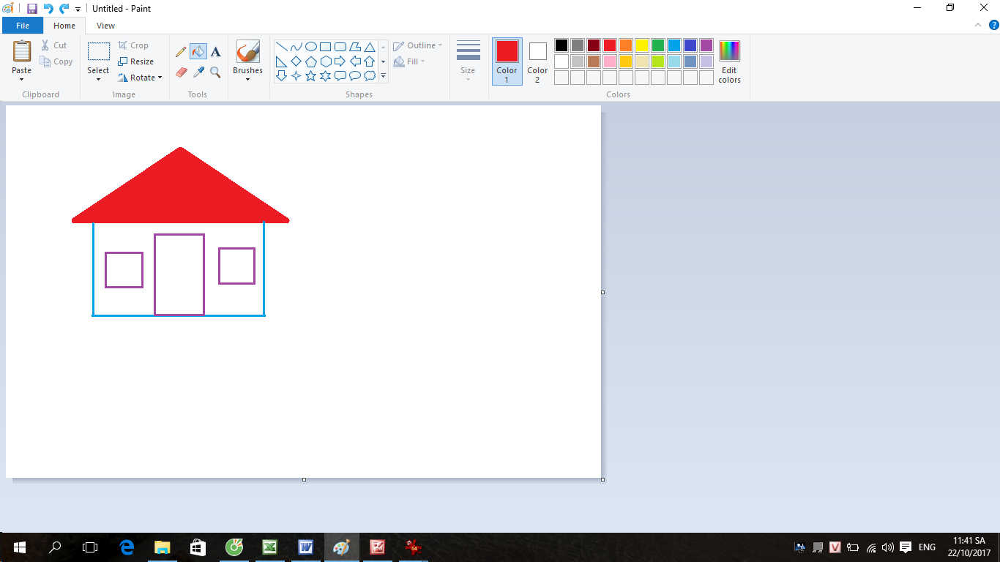 Untitled - Paint
File Home View
Paste
Cut
Copy
Clipboard
Select
Crop
Resize
Rotate
Image
A
Tools
Brushes
Shapes
Outline
Fill
Size
Color 1
Color 2
Edit colors
Colors
?
e
V
64
ENG
11:41 SA
22/10/2017